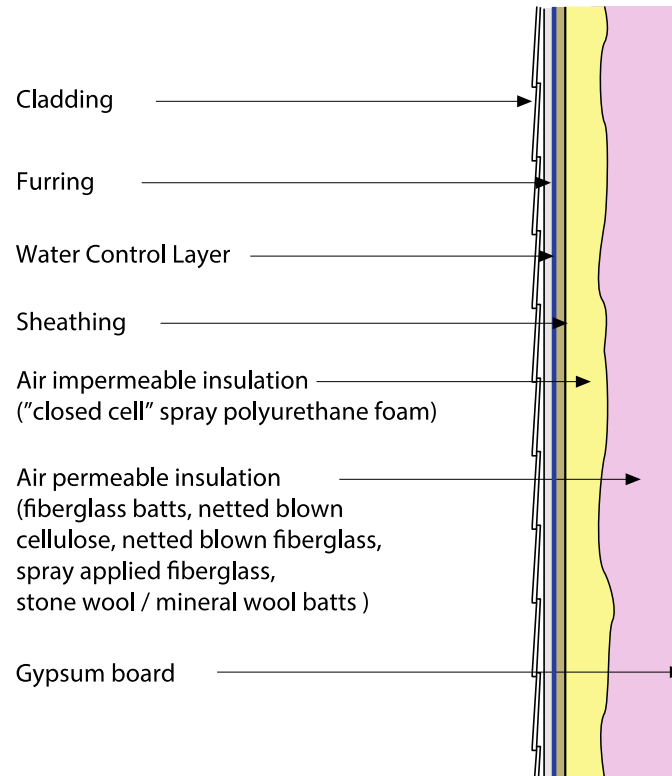 Cladding
Furring
Water Control Layer
Sheathing
Air impermeable insulation
(”closed cell” spray polyurethane foam)
Air permeable insulation
(fiberglass batts, netted blown
cellulose, netted blown fiberglass,
spray applied fiberglass,
stone wool / mineral wool batts )
Gypsum board